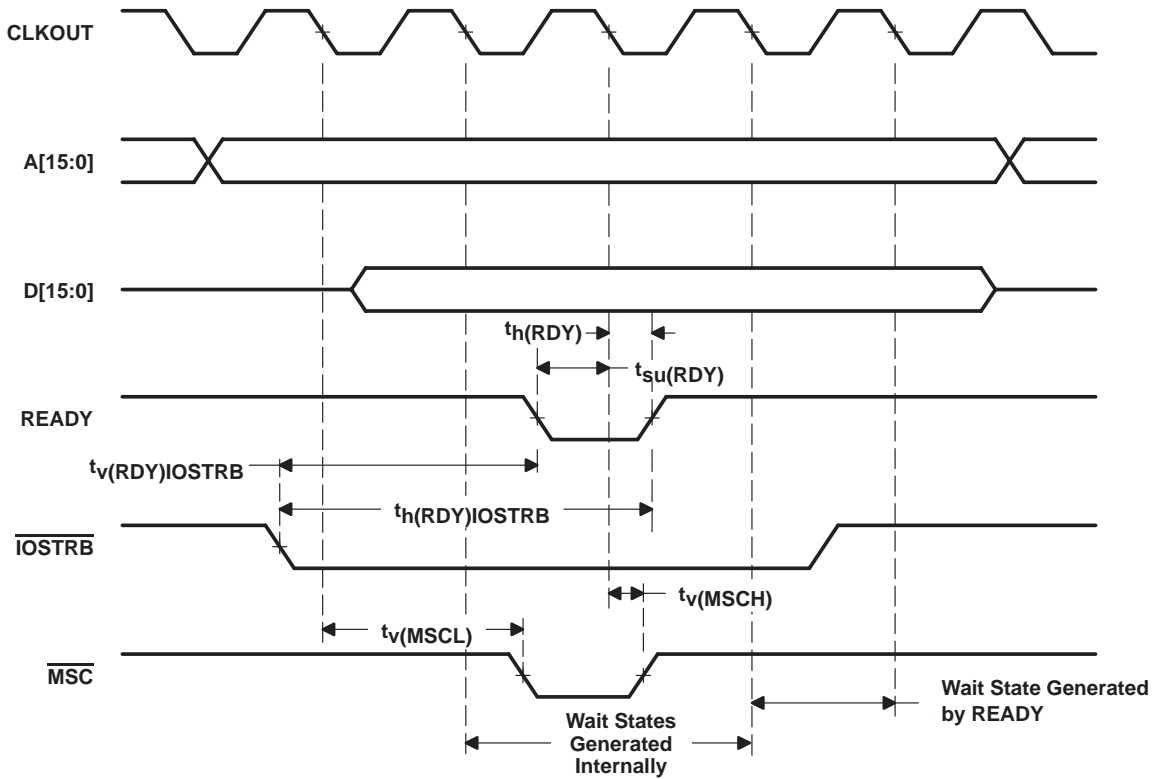 CLKOUT
A[15:0]
D[15:0]
th(RDY)
tsu(RDY)
READY
tv(RDY)IOSTRB
th(RDY)IOSTRB
IOSTRB
tv(MSCH)
tv(MSCL)
MSC
Wait State Generated
by READY
Wait States
Generated
Internally